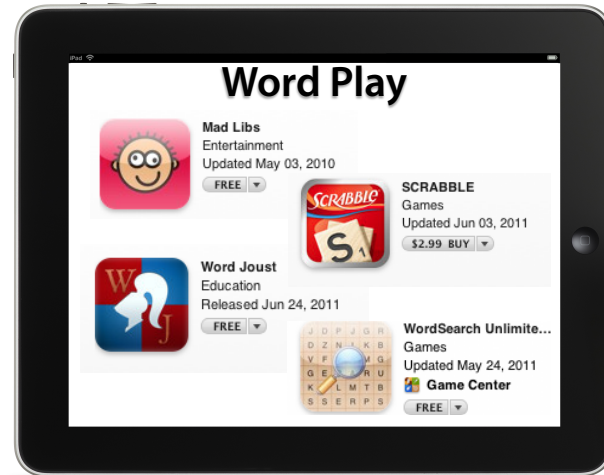 iPad
Word Play
Mad Libs
Entertainment
Updated May 03, 2010
FREE
SCRABBLE
S1
SCRABBLE
Games
Updated Jun 03, 2011
$2.99 BUY
W
J
Word Joust
Education
Released Jun 24, 2011
FREE
J D P J G R
D Z N K B
V F M G
G E R U
K L M T B
S S E R P S
WordSearch Unlimite...
Games
Updated May 24, 2011
Game Center
FREE